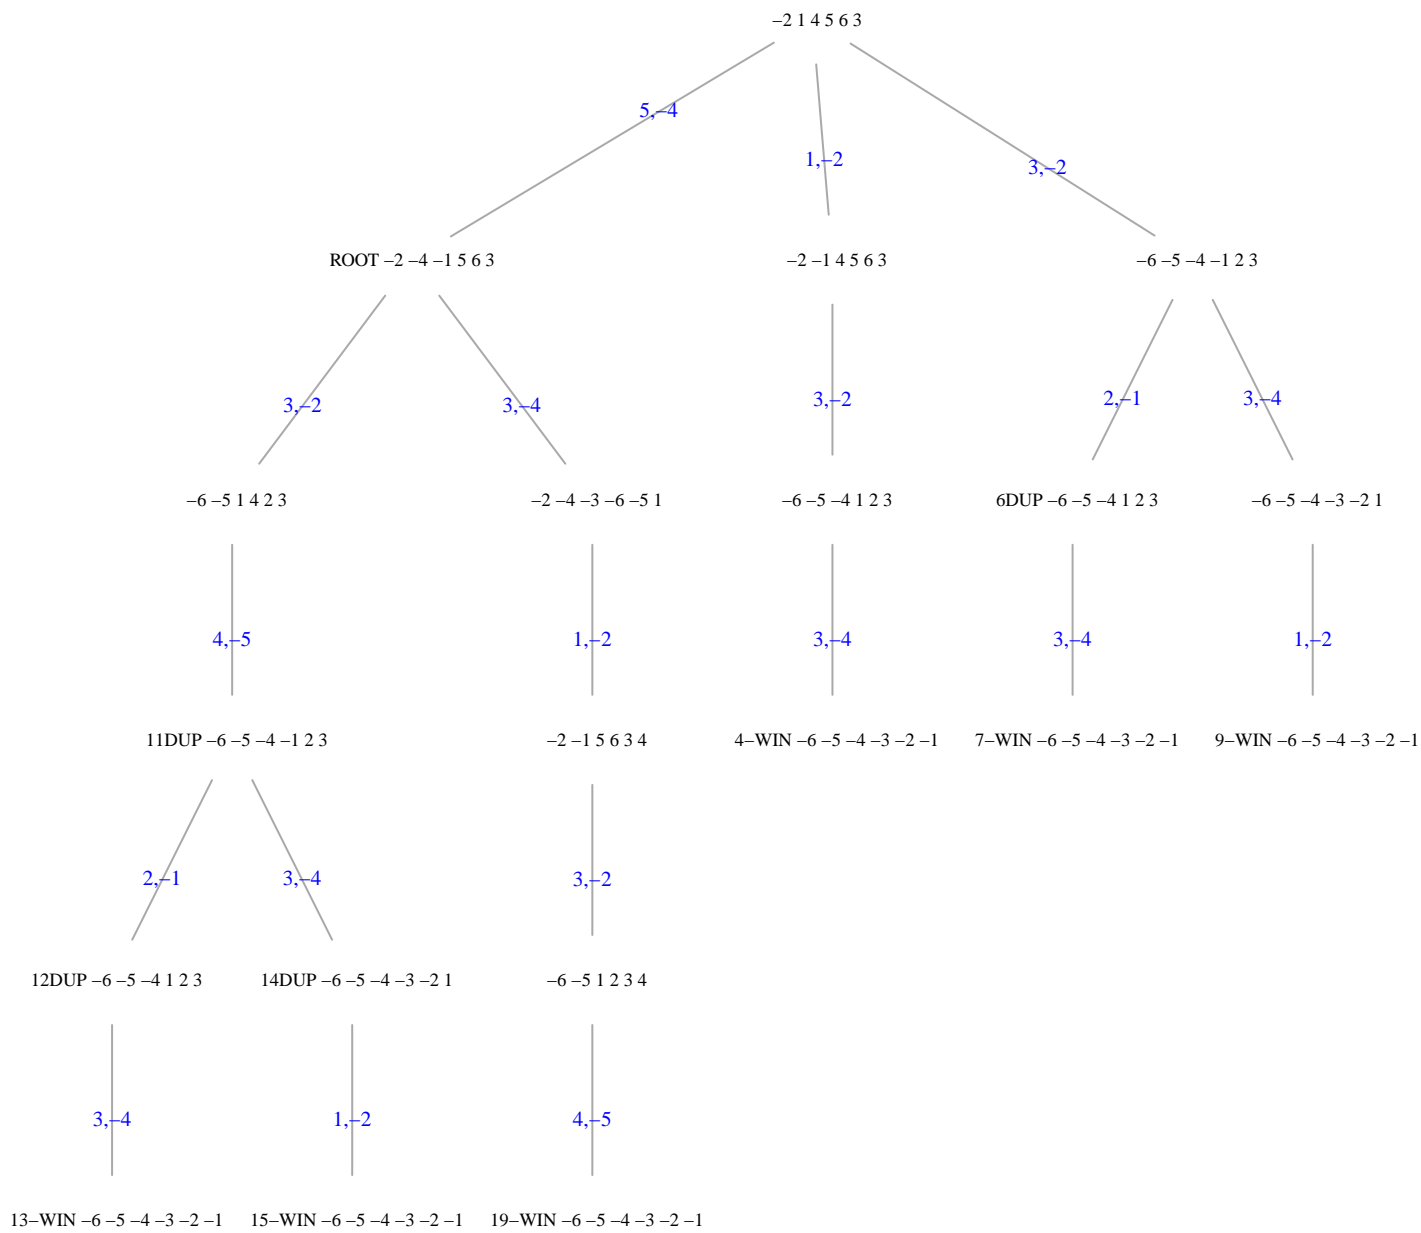 –2 1 4 5 6 3
5,–4
1,–2
3,–2
ROOT –2 –4 –1 5 6 3
–2 –1 4 5 6 3
–6 –5 –4 –1 2 3
3,–2
3,–4
3,–2
2,–1
3,–4
–6 –5 1 4 2 3
–2 –4 –3 –6 –5 1
–6 –5 –4 1 2 3
6DUP –6 –5 –4 1 2 3
–6 –5 –4 –3 –2 1
4,–5
1,–2
3,–4
3,–4
1,–2
11DUP –6 –5 –4 –1 2 3
–2 –1 5 6 3 4
4–WIN –6 –5 –4 –3 –2 –1
7–WIN –6 –5 –4 –3 –2 –1
9–WIN –6 –5 –4 –3 –2 –1
2,–1
3,–4
3,–2
12DUP –6 –5 –4 1 2 3
14DUP –6 –5 –4 –3 –2 1
–6 –5 1 2 3 4
3,–4
1,–2
4,–5
13–WIN –6 –5 –4 –3 –2 –1
15–WIN –6 –5 –4 –3 –2 –1
19–WIN –6 –5 –4 –3 –2 –1